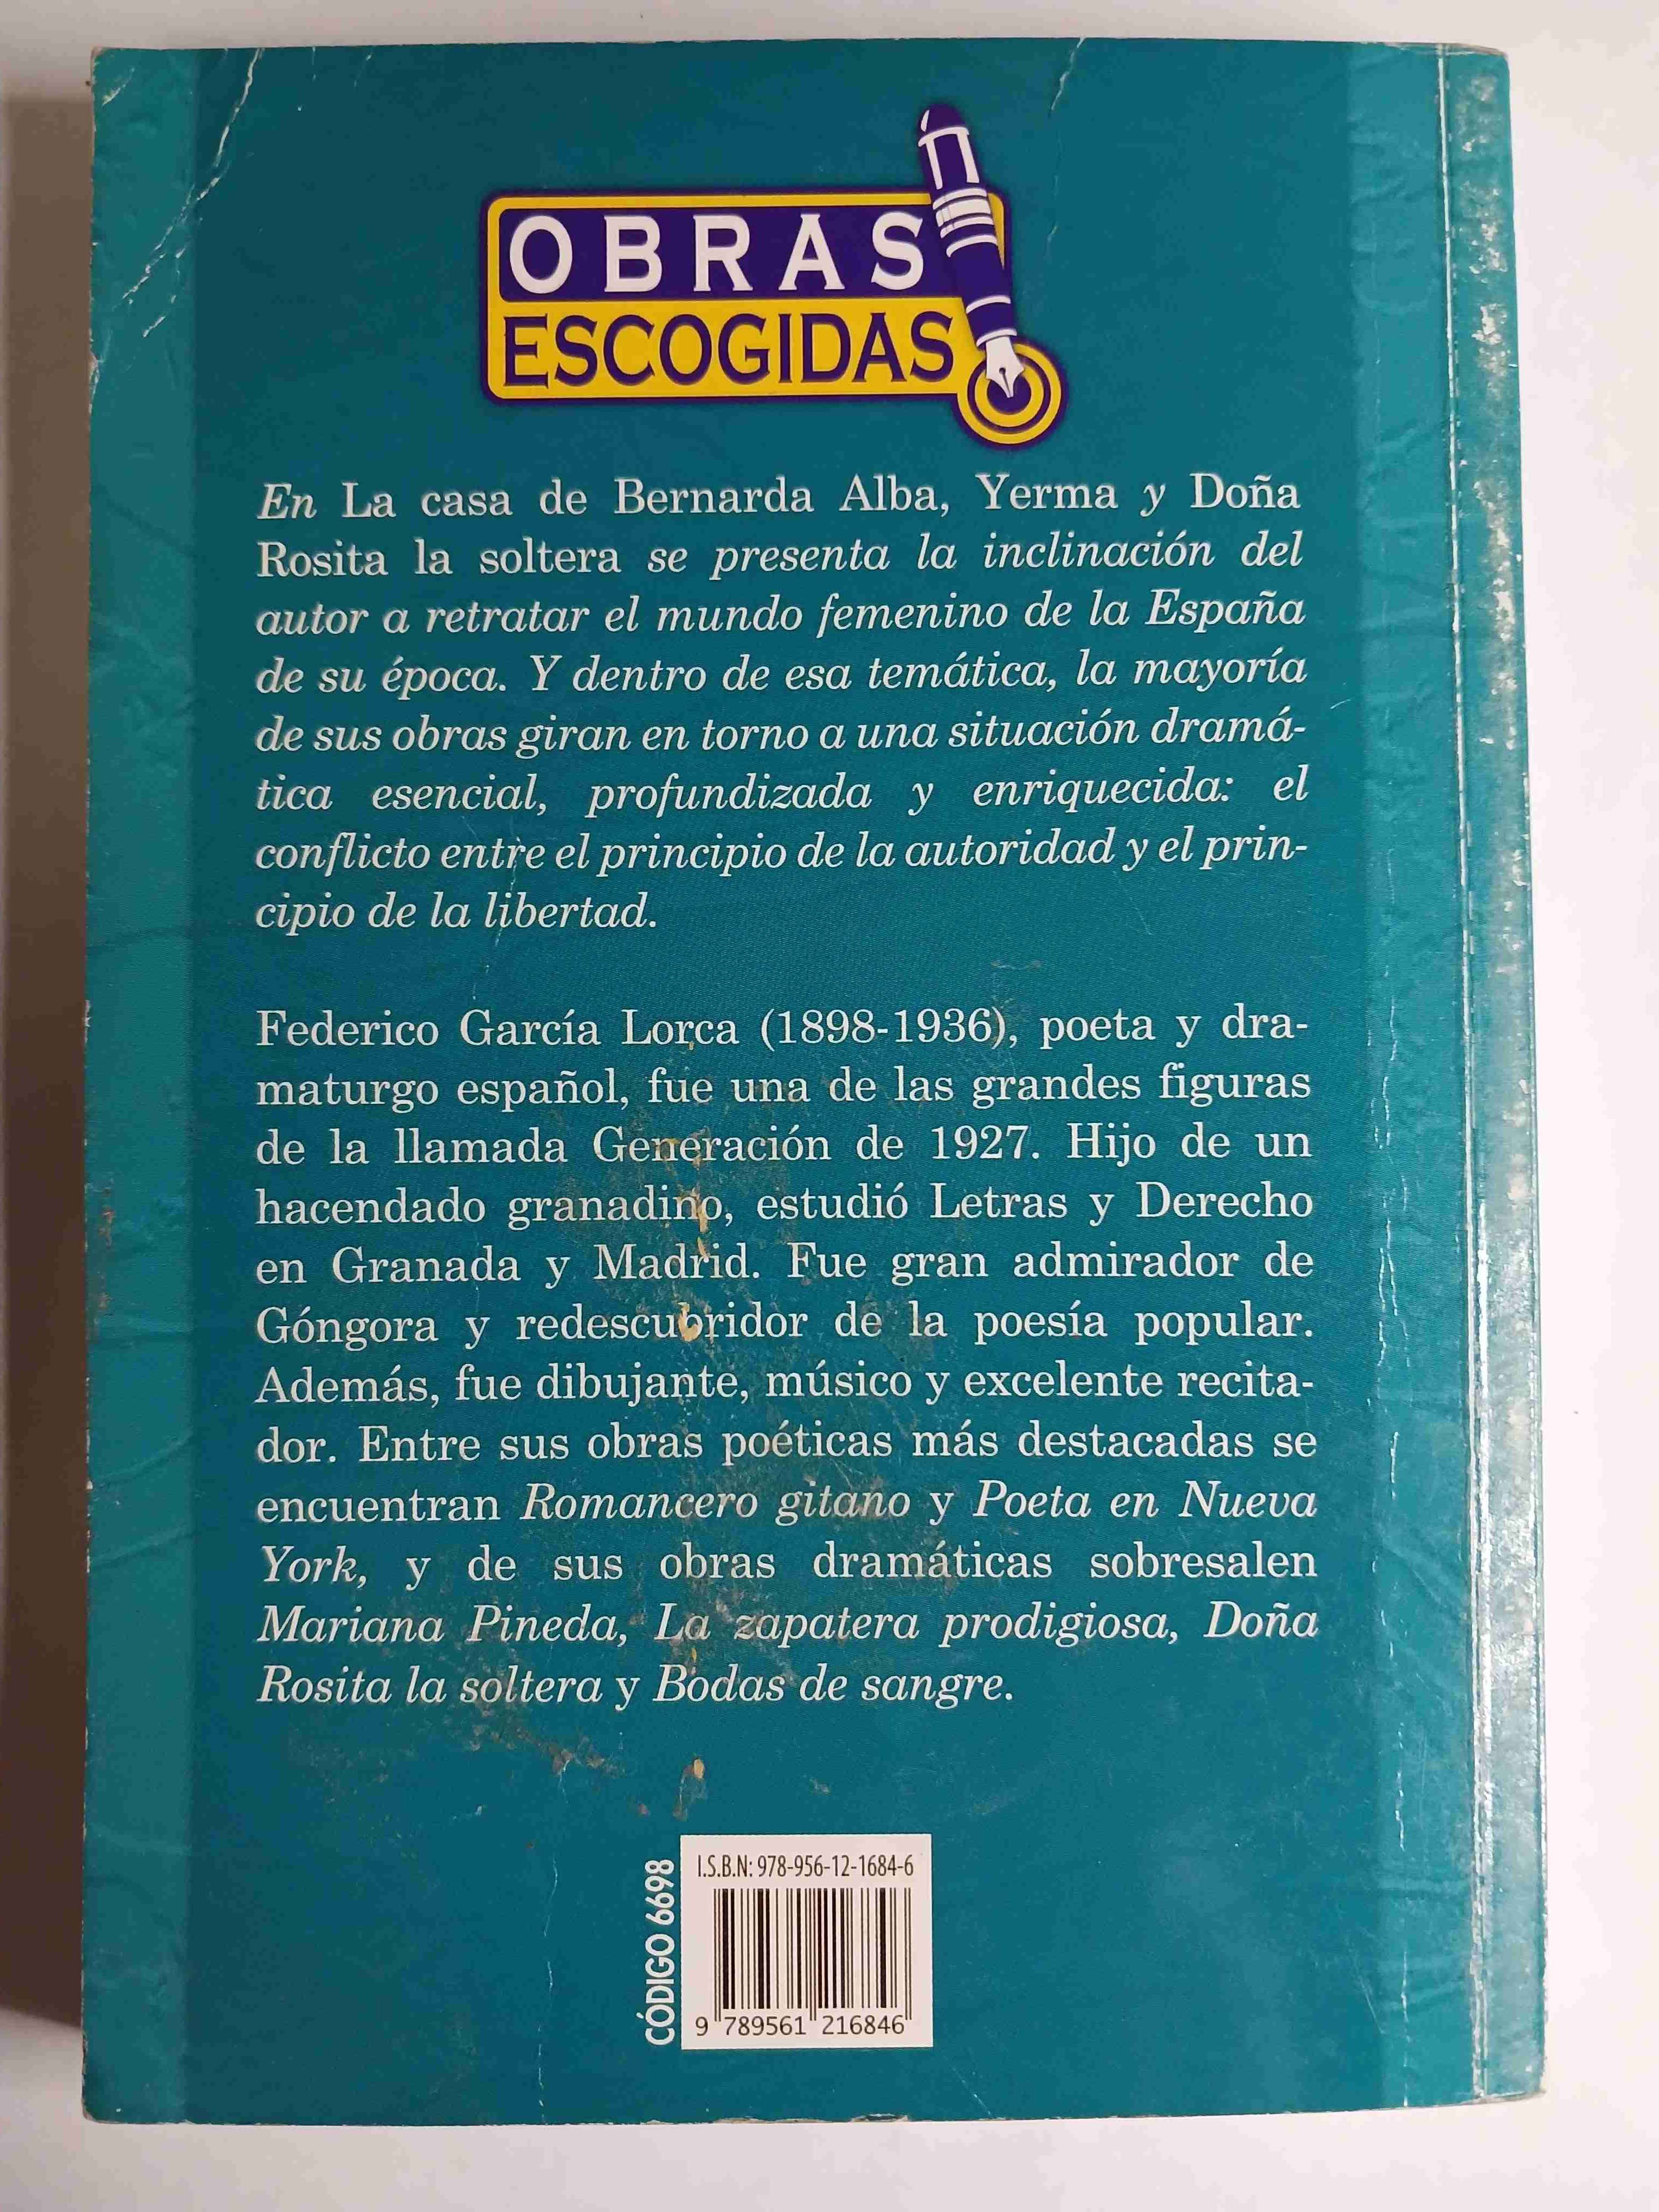 OBRAS
ESCOGIDAS
En La casa de Bernarda Alba, Yerma y Doña
Rosita la soltera se presenta la inclinación del
autor a retratar el mundo femenino de la España
de su época. Y dentro de esa temática, la mayoría
de sus obras giran en torno a una situación dramá-
tica esencial, profundizada y enriquecida: el
conflicto entre el principio de la autoridad y el prin-
cipio de la libertad.
Federico García Lorca (1898-1936), poeta y dra-
maturgo español, fue una de las grandes figuras
de la llamada Generación de 1927. Hijo de un
hacendado granadino, estudió Letras y Derecho
en Granada y Madrid. Fue gran admirador de
Góngora y redescubridor de la poesía popular.
Además, fue dibujante, músico y excelente recita-
dor. Entre sus obras poéticas más destacadas se
encuentran Romancero gitano y Poeta en Nueva
York, y de sus obras dramáticas sobresalen
Mariana Pineda, La zapatera prodigiosa, Doña
Rosita la soltera y Bodas de sangre.
CÓDIGO 6698
I.S.B.N: 978-956-12-1684-6
9 789561 216846